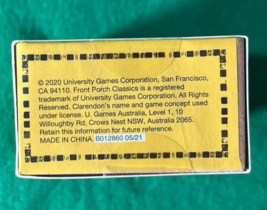 © 2020 University Games Corporation, San Francisco,
CA 94110. Front Porch Classics is a registered
trademark of University Games Corporation. All Rights
Reserved. Clarendon's name and game concept used
under license. U. Games Australia, Level 1, 10
Willoughby Rd, Crows Nest NSW, Australia 2065.
Retain this information for future reference.
MADE IN CHINA. B012860 05/21